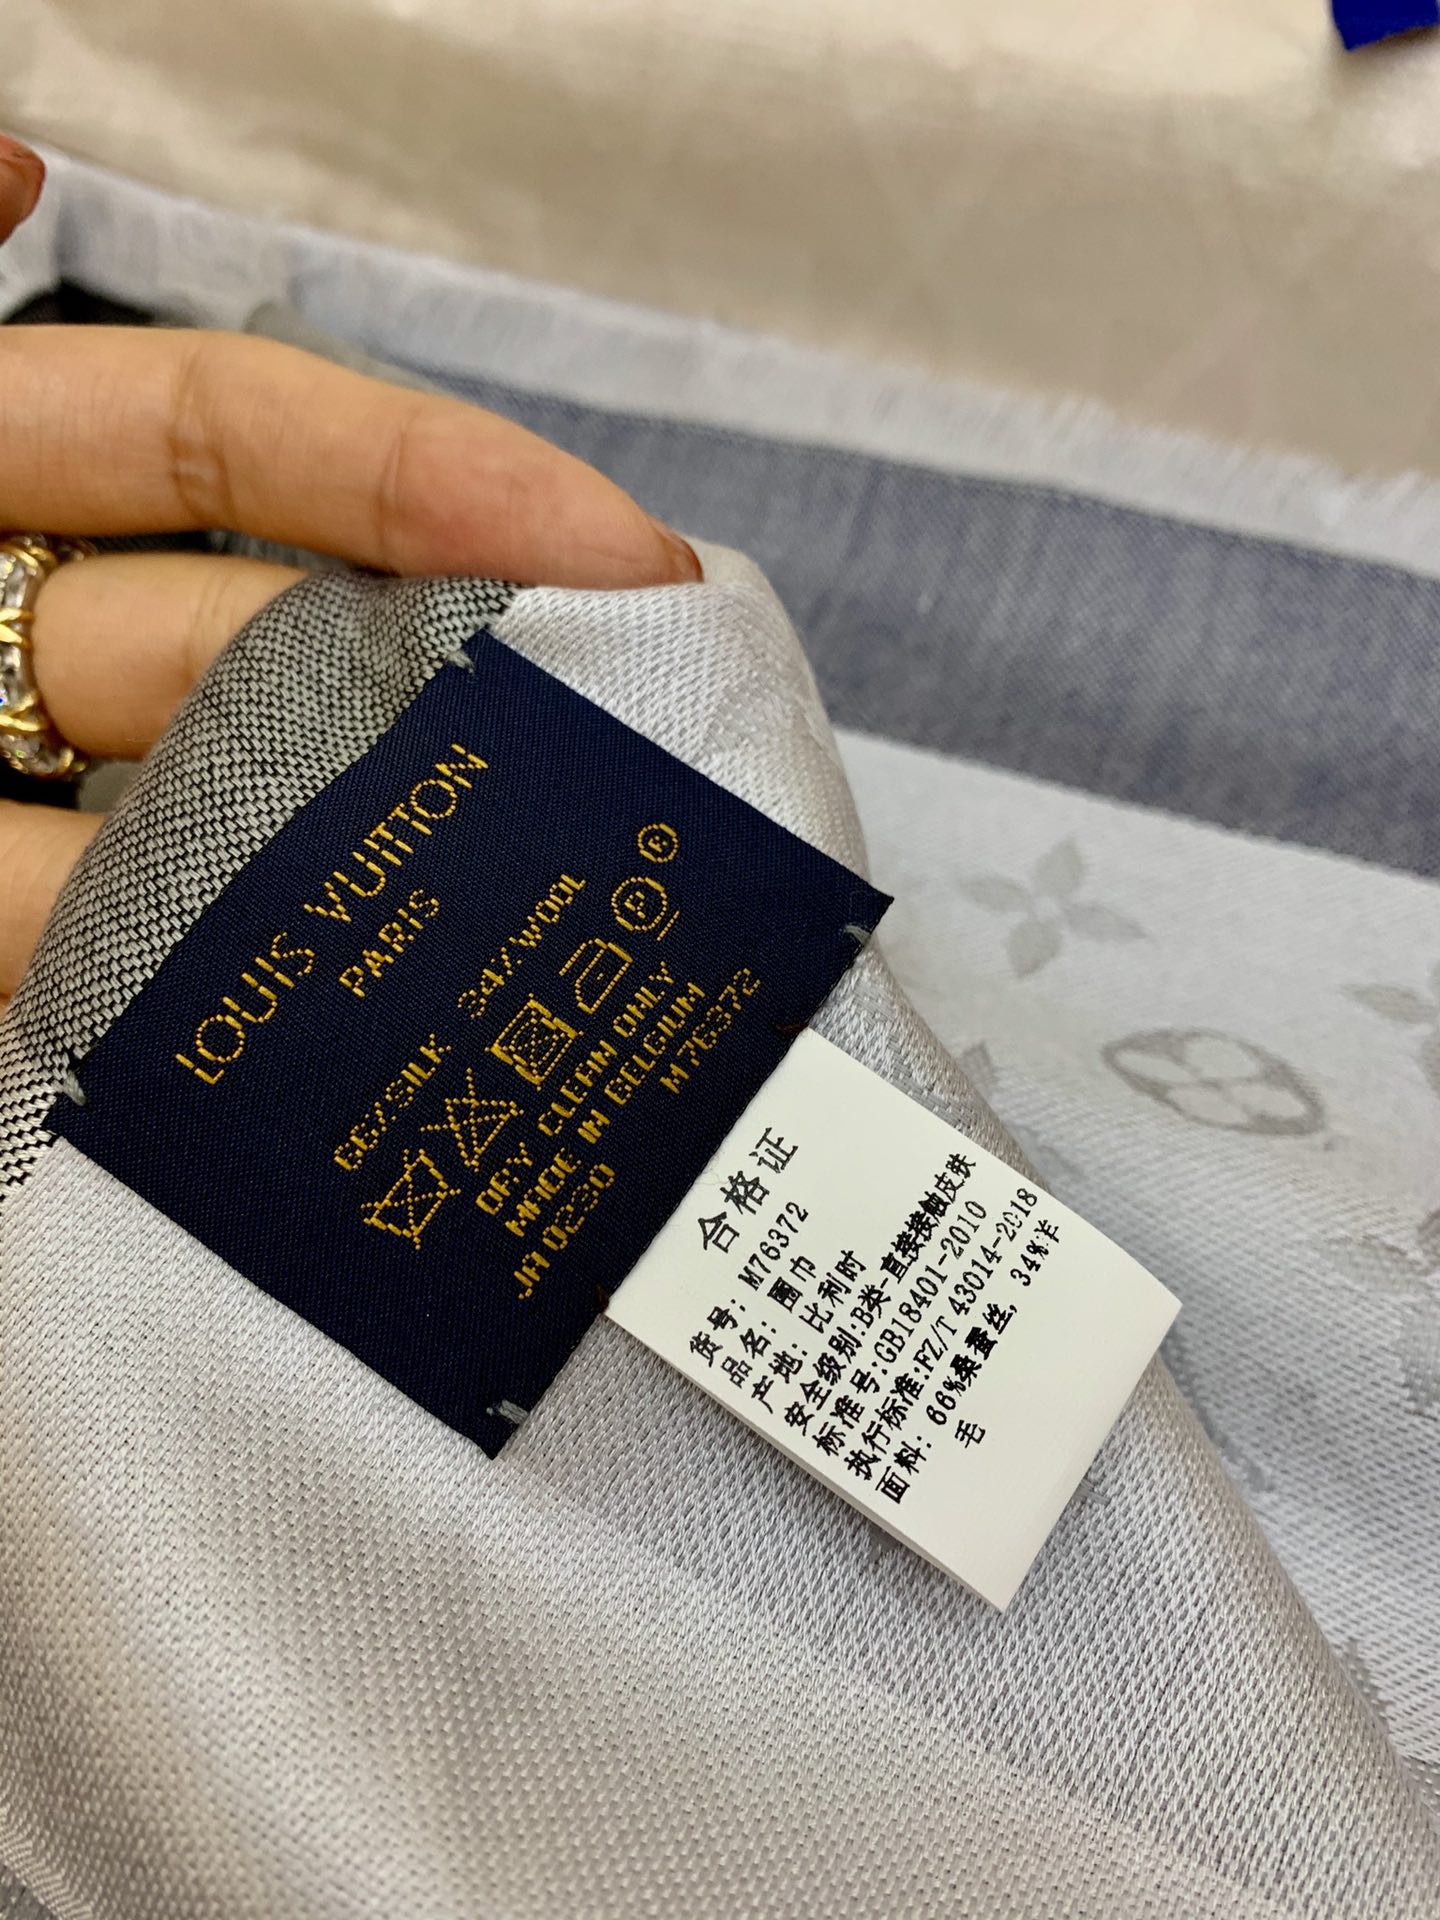 LOUIS VUITTON
PARIS
66%SILK 34%WOOL
P
DRY CLEAN ONLY
MADE IN BELGIUM
JA 0230 M76372
®
合格证
货号: M76372
品名: 围巾
产地: 比利时
安全级别:B类-直接接触皮肤
标准号:GB18401-2010
执行标准:FZ/T 43014-2018
面料: 66%桑蚕丝, 34%羊
毛